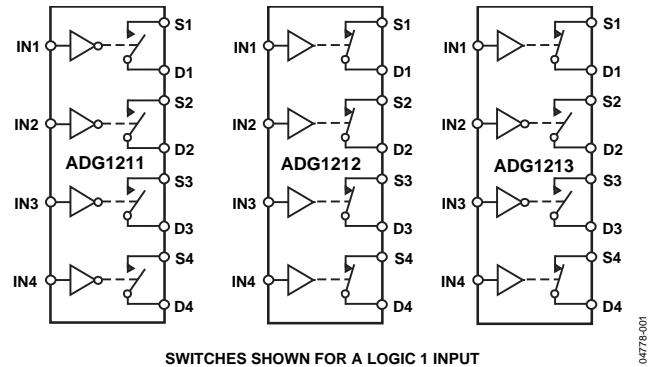 S1 S1 S1
IN1 IN1 IN1
D1 D1 D1
S2 S2 S2
IN2 IN2 IN2
D2 D2 D2
ADG1211 ADG1212 ADG1213
S3 S3 S3
IN3 IN3 IN3
D3 D3 D3
S4 S4 S4
IN4 IN4 IN4
D4 D4 D4
SWITCHES SHOWN FOR A LOGIC 1 INPUT
04778-001